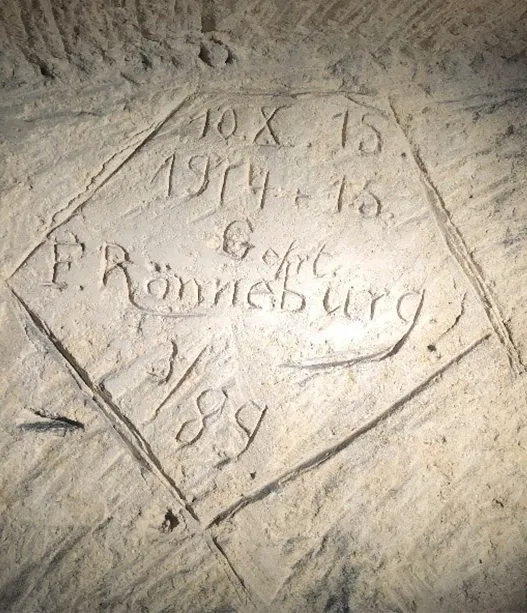 10.X. 15
1914-15.
Gefrt.
F. Rönneburg
3/
89